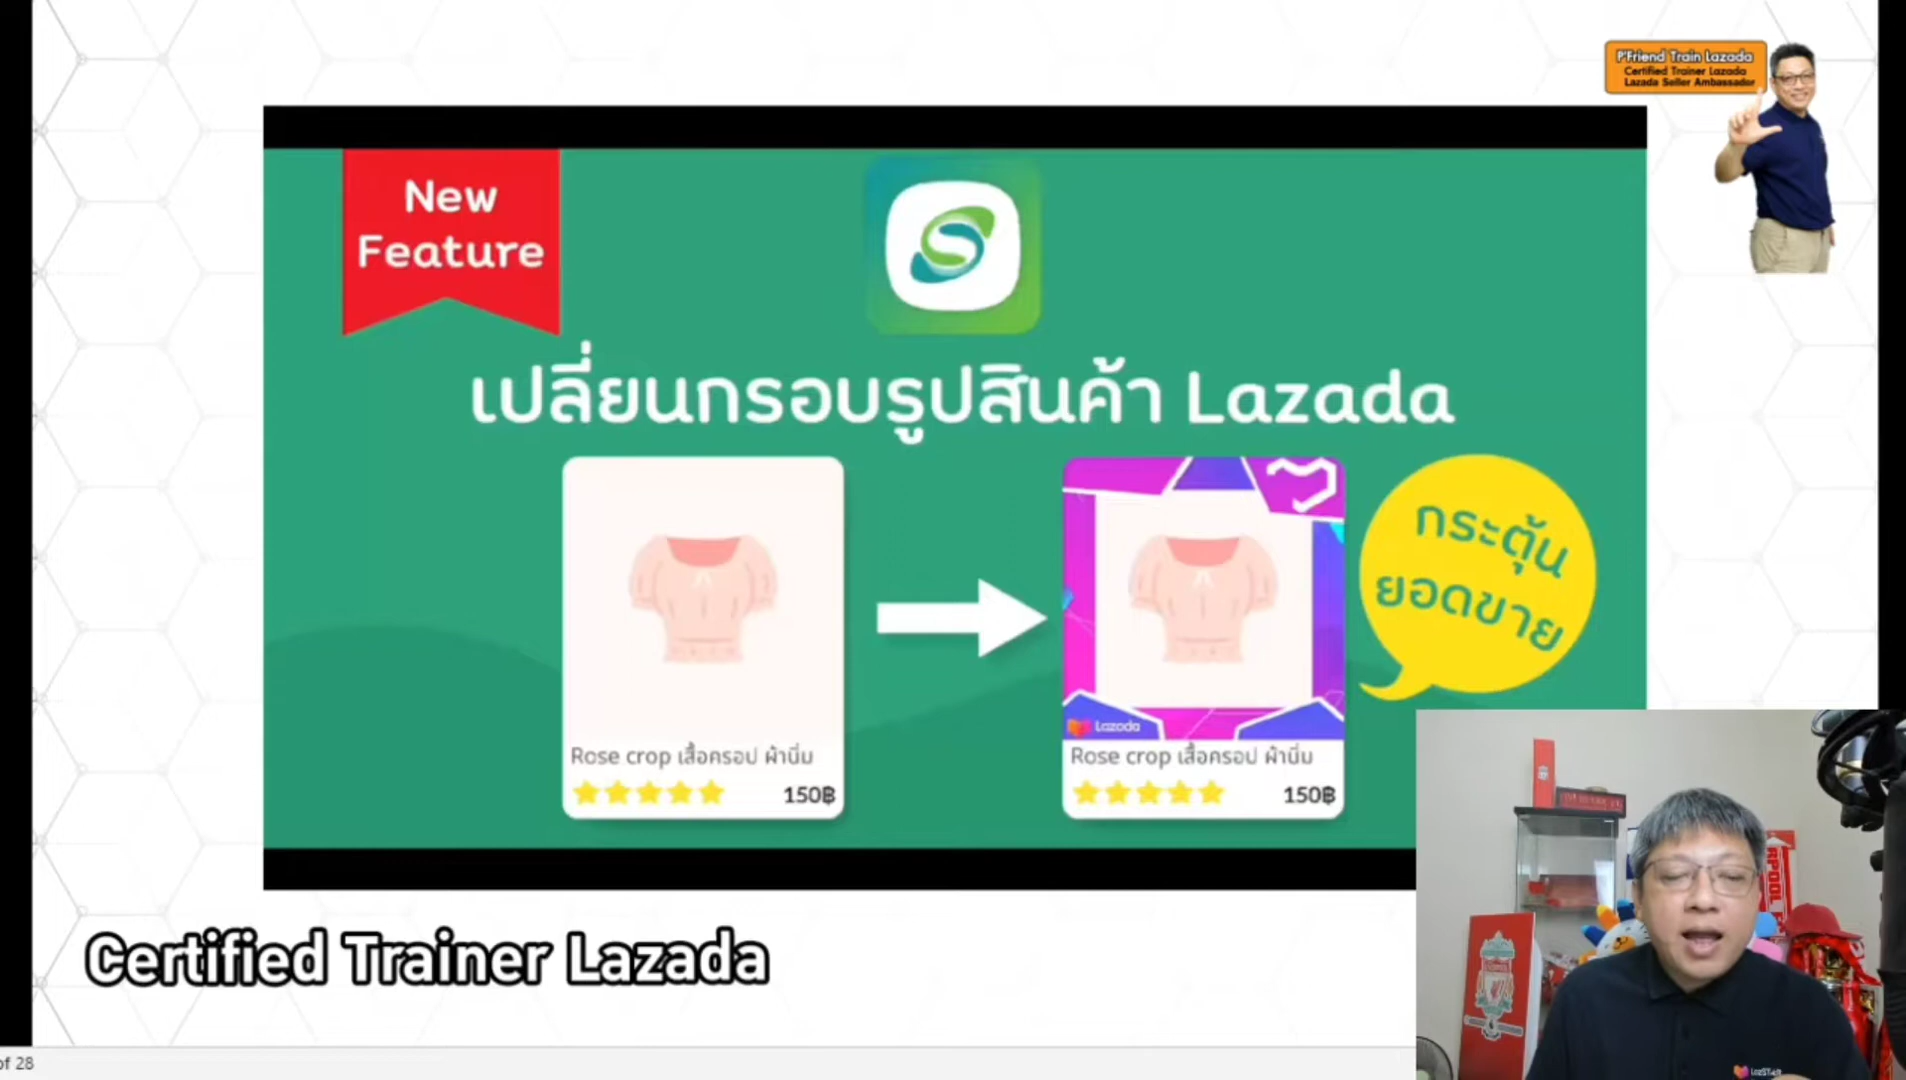 P'Friend Train Lazada
Certified Trainer Lazada
Lazada Seller Ambassador
New
Feature
เปลี่ยนกรอบรูปสินค้า Lazada
กระตุ้น
ยอดขาย
Lazada
Rose crop เสื้อครอป ผ้านิ่ม
150฿
Rose crop เสื้อครอป ผ้านิ่ม
150฿
Certified Trainer Lazada
of 28